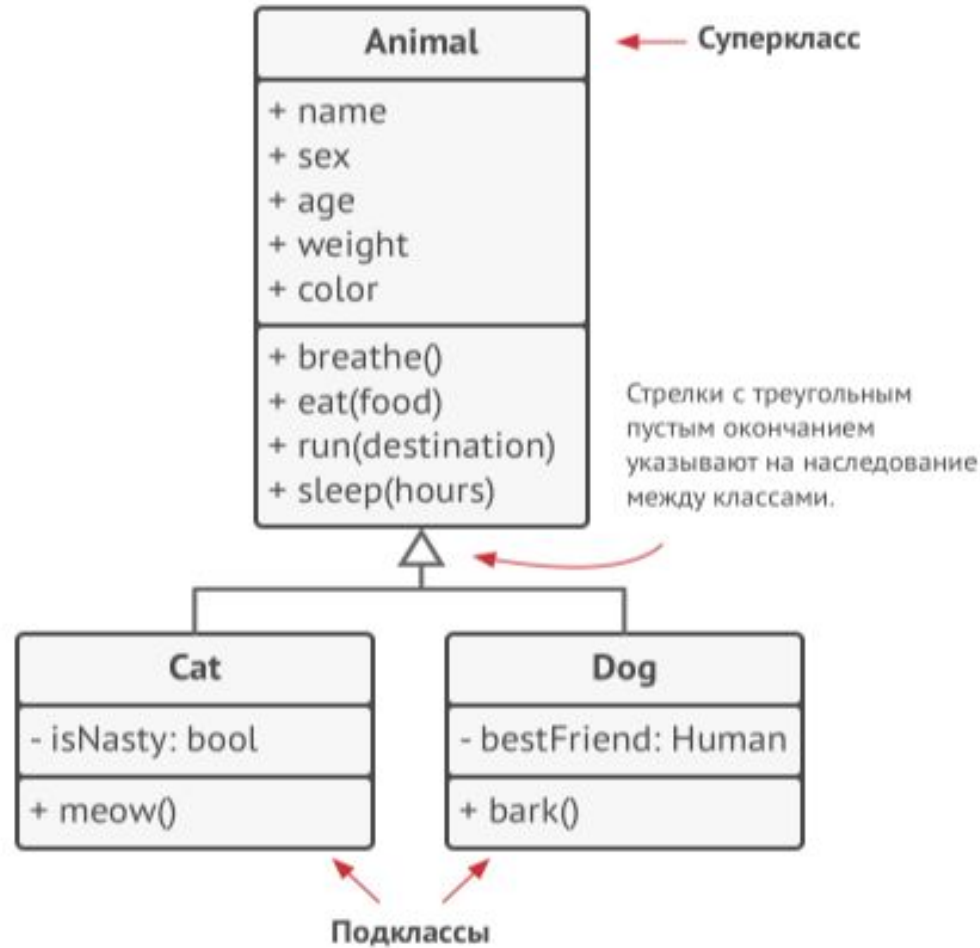 Animal
Суперкласс
+ name
+ sex
+ age
+ weight
+ color
+ breathe()
+ eat(food)
+ run(destination)
+ sleep(hours)
Стрелки с треугольным
пустым окончанием
указывают на наследование
между классами.
Cat
- isNasty: bool
+ meow()
Dog
- bestFriend: Human
+ bark()
Подклассы